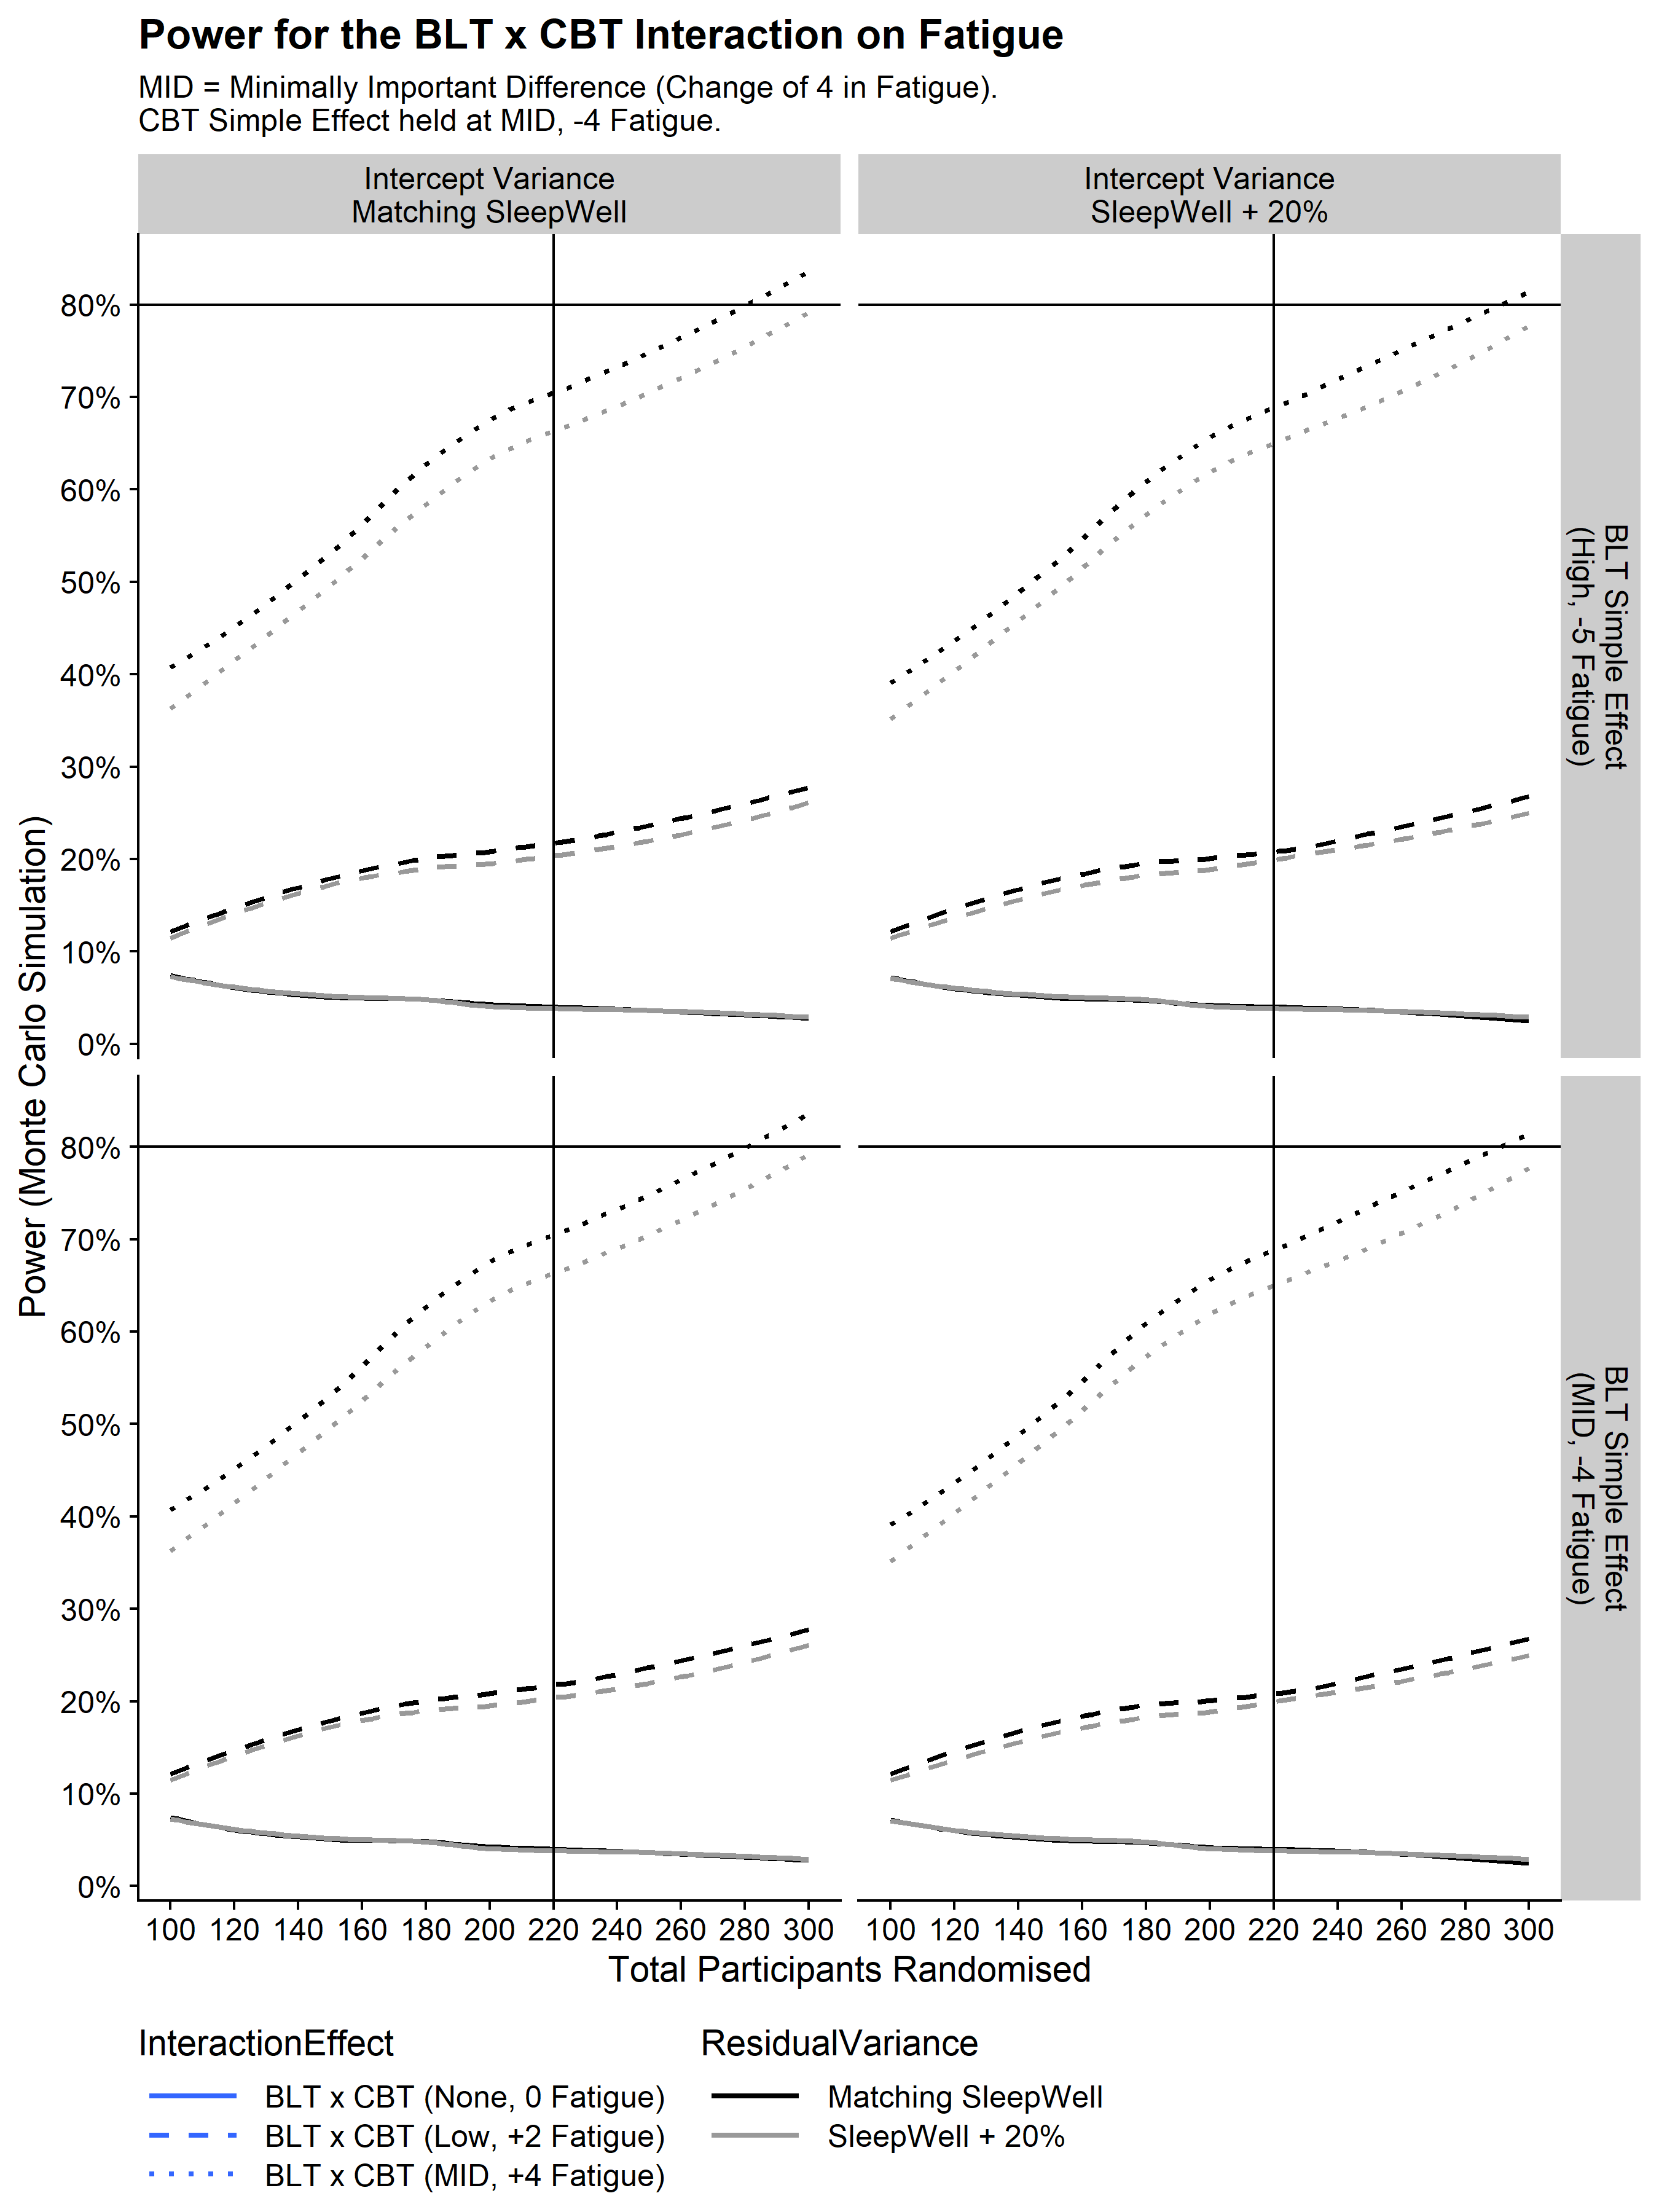 Power for the BLT x CBT Interaction on Fatigue
MID = Minimally Important Difference (Change of 4 in Fatigue).
CBT Simple Effect held at MID, -4 Fatigue.
Intercept Variance
Matching SleepWell
Intercept Variance
SleepWell + 20%
Power (Monte Carlo Simulation)
80%
70%
60%
50%
40%
30%
20%
10%
0%
BLT Simple Effect
(High, -5 Fatigue)
80%
70%
60%
50%
40%
30%
20%
10%
0%
BLT Simple Effect
(MID, -4 Fatigue)
100 120 140 160 180 200 220 240 260 280 300
100 120 140 160 180 200 220 240 260 280 300
Total Participants Randomised
InteractionEffect
BLT x CBT (None, 0 Fatigue)
BLT x CBT (Low, +2 Fatigue)
BLT x CBT (MID, +4 Fatigue)
ResidualVariance
Matching SleepWell
SleepWell + 20%